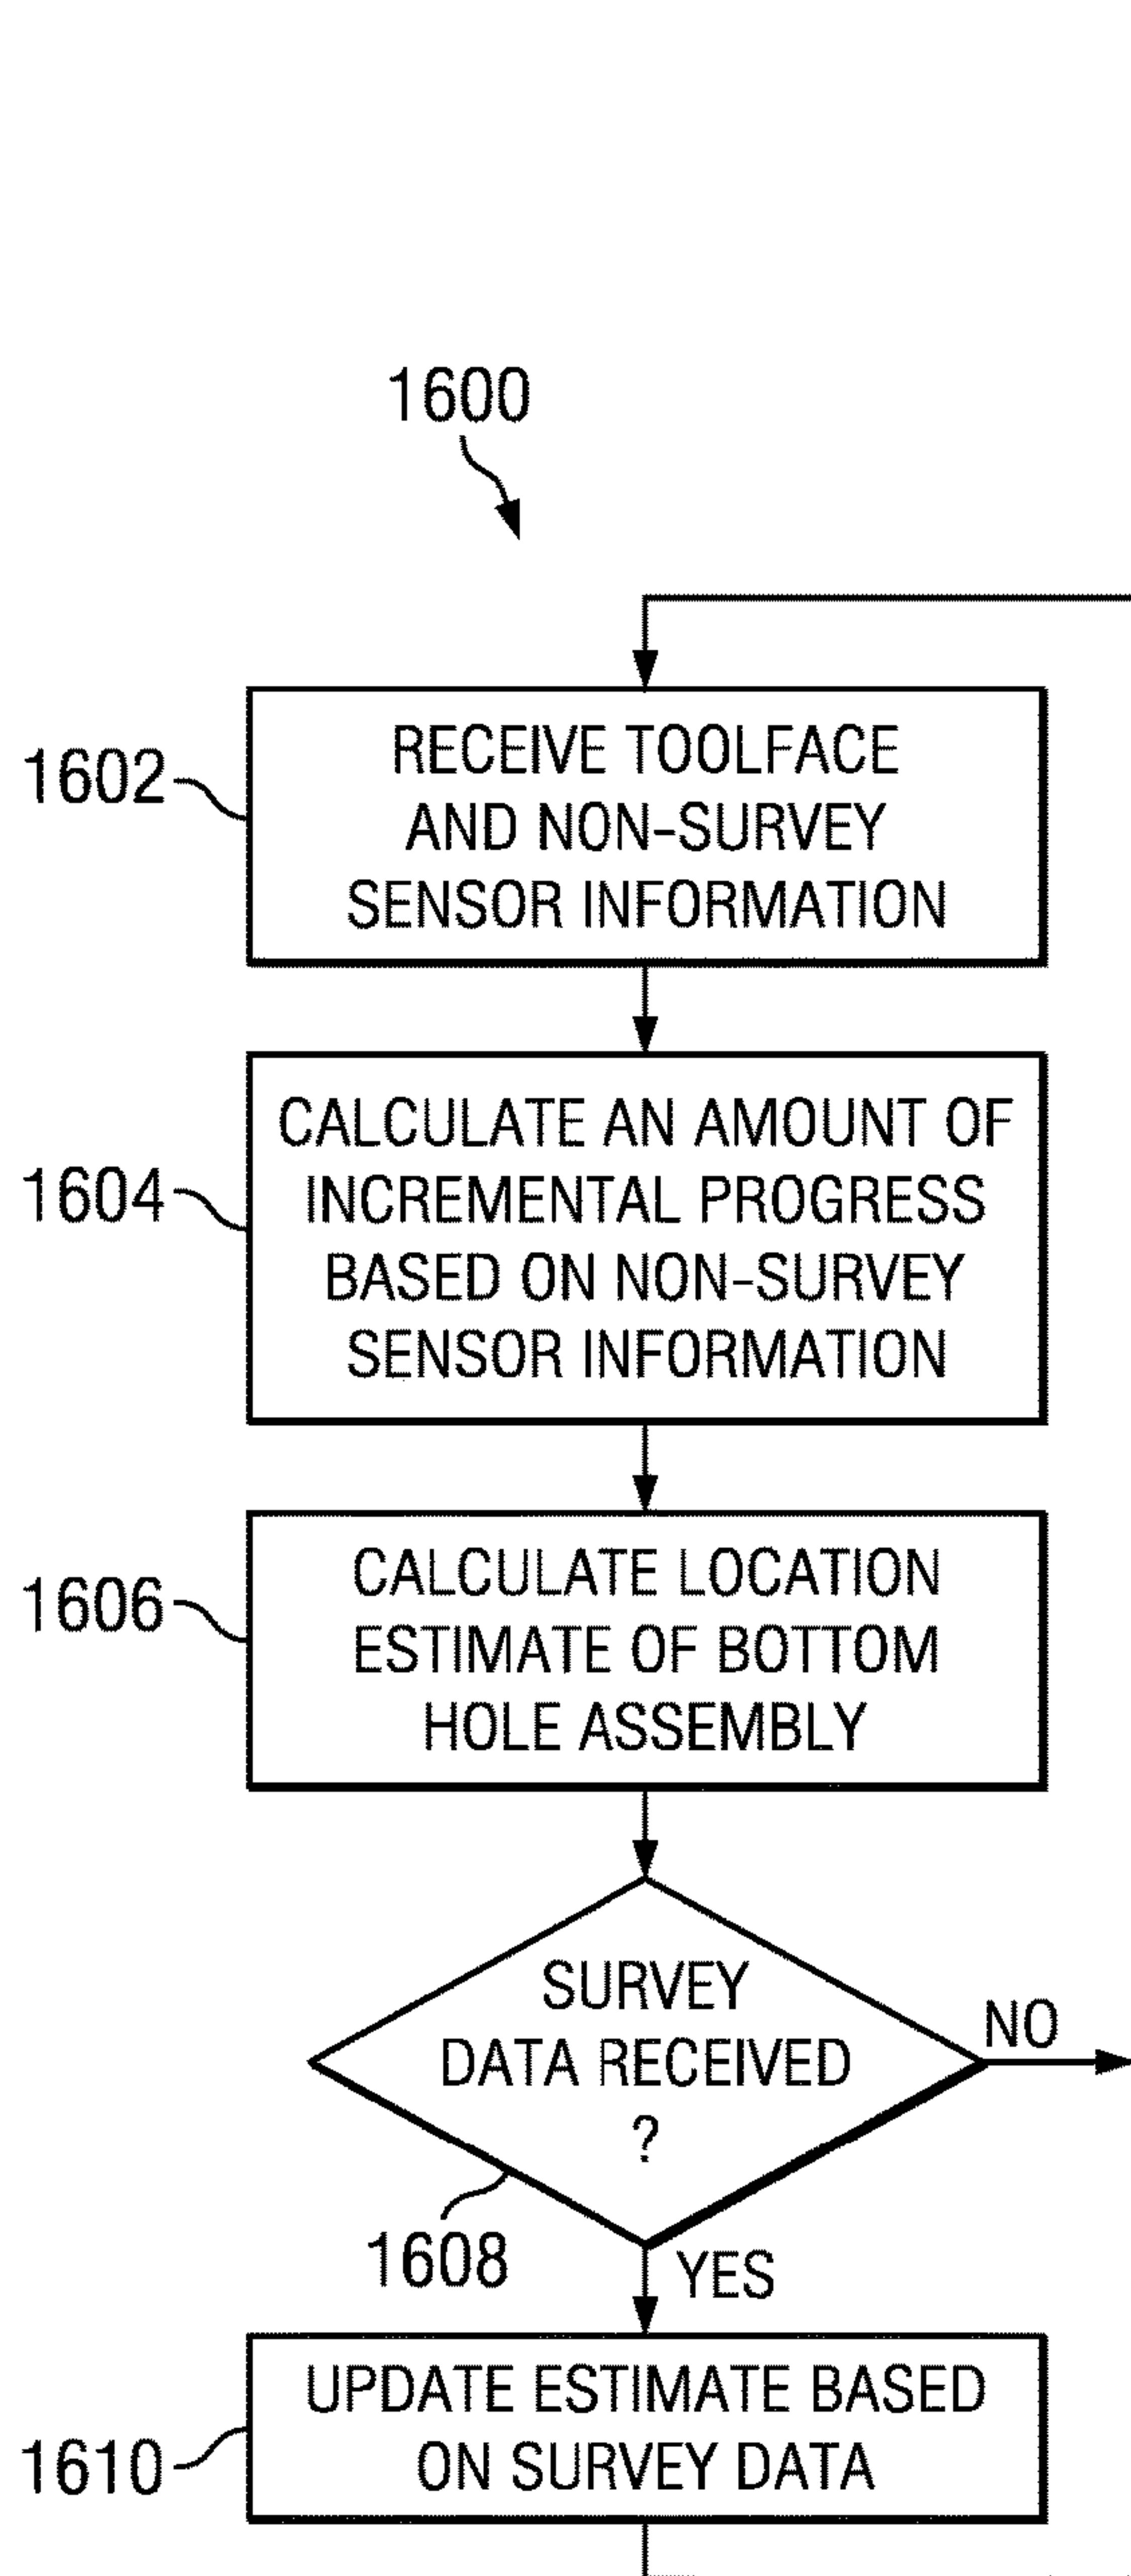 1600
1602
RECEIVE TOOLFACE
AND NON-SURVEY
SENSOR INFORMATION
1604
CALCULATE AN AMOUNT OF
INCREMENTAL PROGRESS
BASED ON NON-SURVEY
SENSOR INFORMATION
1606
CALCULATE LOCATION
ESTIMATE OF BOTTOM
HOLE ASSEMBLY
SURVEY
DATA RECEIVED
?
NO
1608
YES
1610
UPDATE ESTIMATE BASED
ON SURVEY DATA